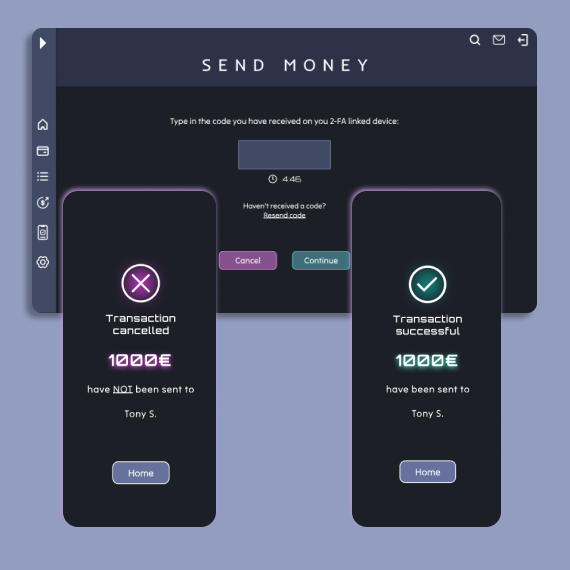 SEND MONEY
Type in the code you have received on you 2-FA linked device:
4:46
Haven't received a code?
Resend code
Cancel
Continue
Transaction
cancelled
1000€
have NOT been sent to
Tony S.
Home
Transaction
successful
1000€
have been sent to
Tony S.
Home